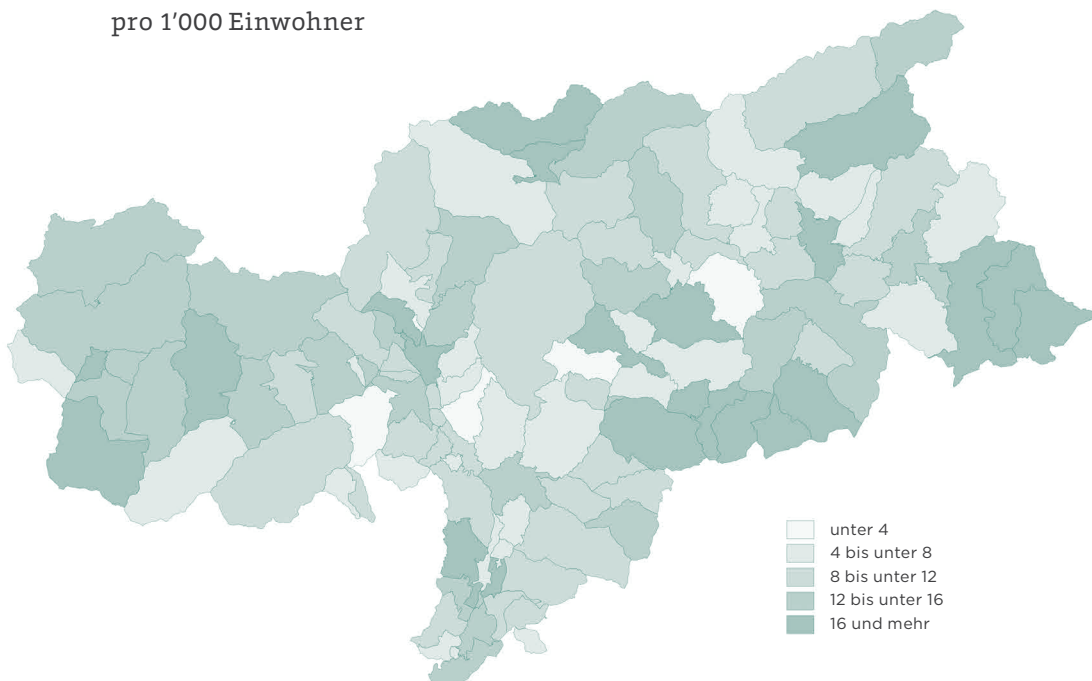 pro 1’000 Einwohner
unter 4
4 bis unter 8
8 bis unter 12
12 bis unter 16
16 und mehr